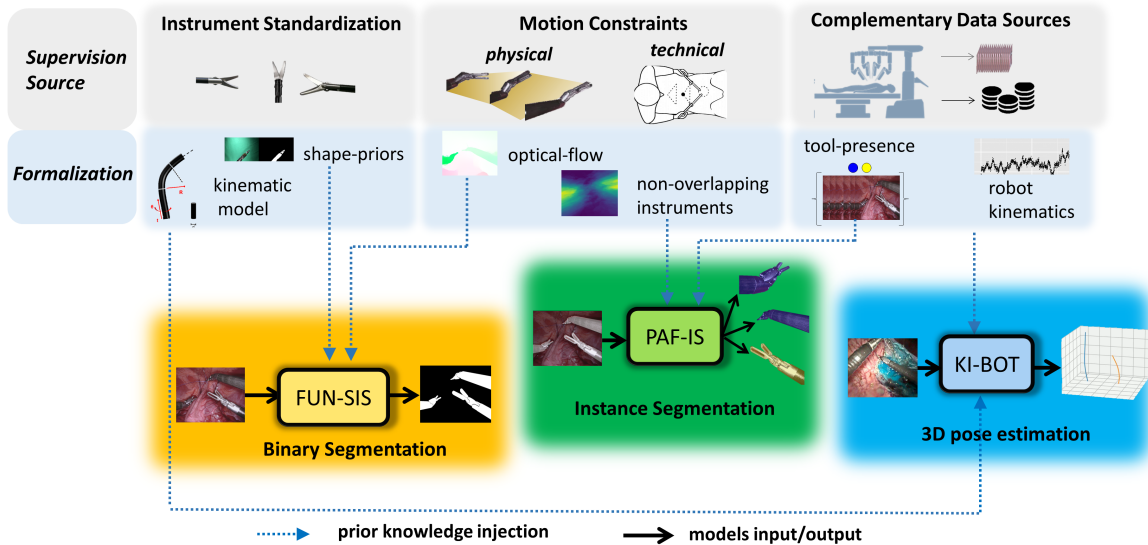 Instrument Standardization
Motion Constraints
Complementary Data Sources
Supervision
Source
physical
technical
Formalization
shape-priors
kinematic
model
optical-flow
non-overlapping
instruments
tool-presence
robot
kinematics
FUN-SIS
Binary Segmentation
PAF-IS
Instance Segmentation
KI-BOT
3D pose estimation
prior knowledge injection
models input/output